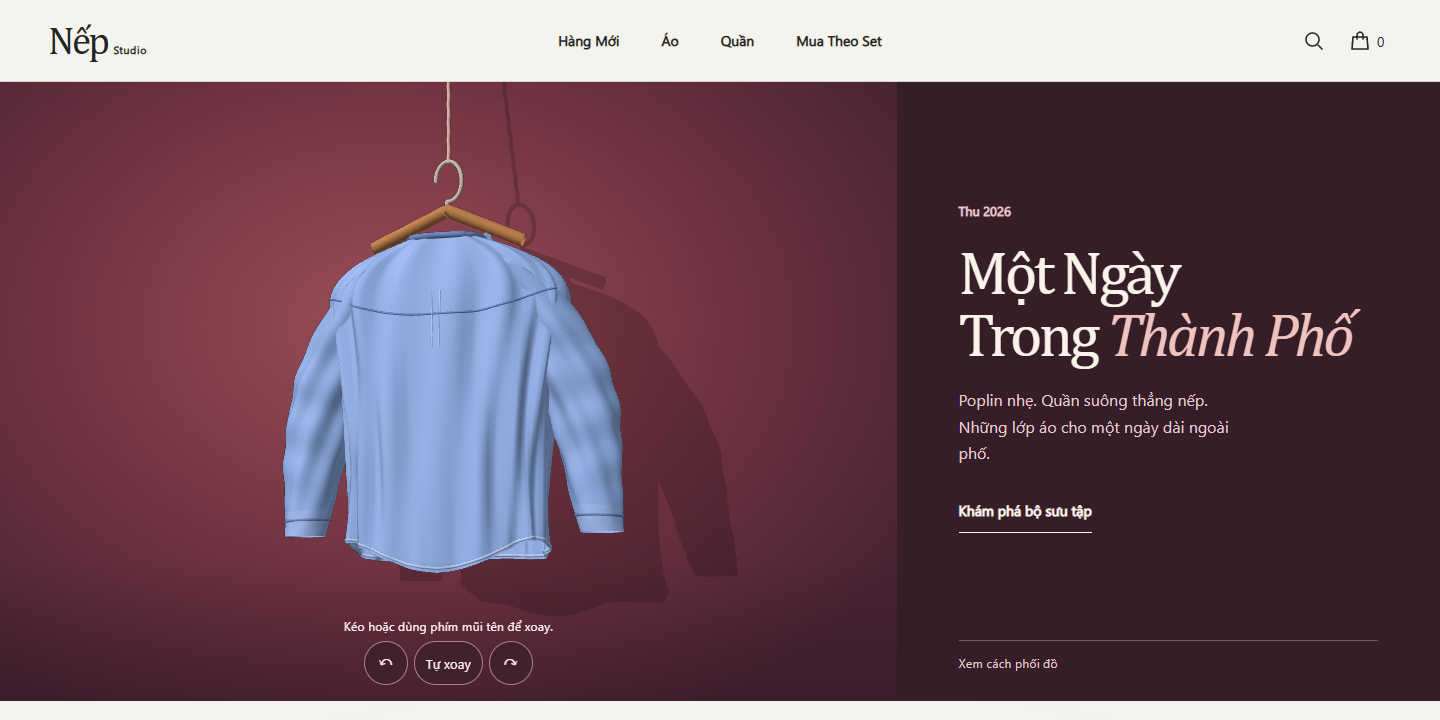 Nếp Studio
Hàng Mới
Áo
Quần
Mua Theo Set
0
Thu 2026
Một Ngày
Trong Thành Phố
Poplin nhẹ. Quần suông thẳng nếp.
Những lớp áo cho một ngày dài ngoài
phố.
Khám phá bộ sưu tập
Kéo hoặc dùng phím mũi tên để xoay.
Tự xoay
Xem cách phối đồ